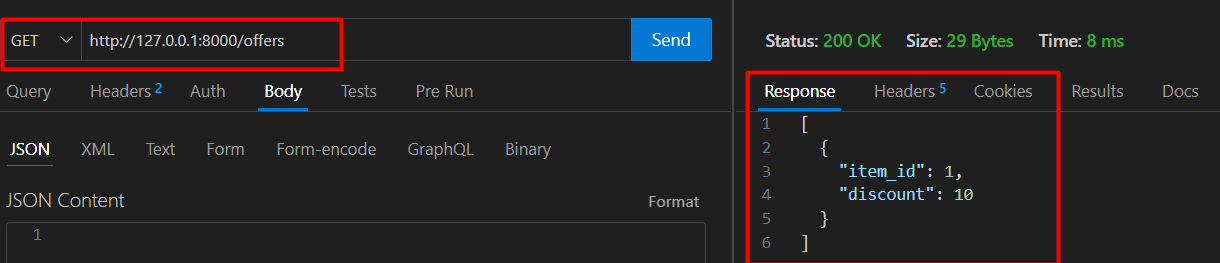 GET http://127.0.0.1:8000/offers Send
Query Headers 2 Auth Body Tests Pre Run
JSON XML Text Form Form-encode GraphQL Binary
JSON Content Format
1
Status: 200 OK Size: 29 Bytes Time: 8 ms
Response Headers 5 Cookies Results Docs
1 [
2 {
3 "item_id": 1,
4 "discount": 10
5 }
6 ]